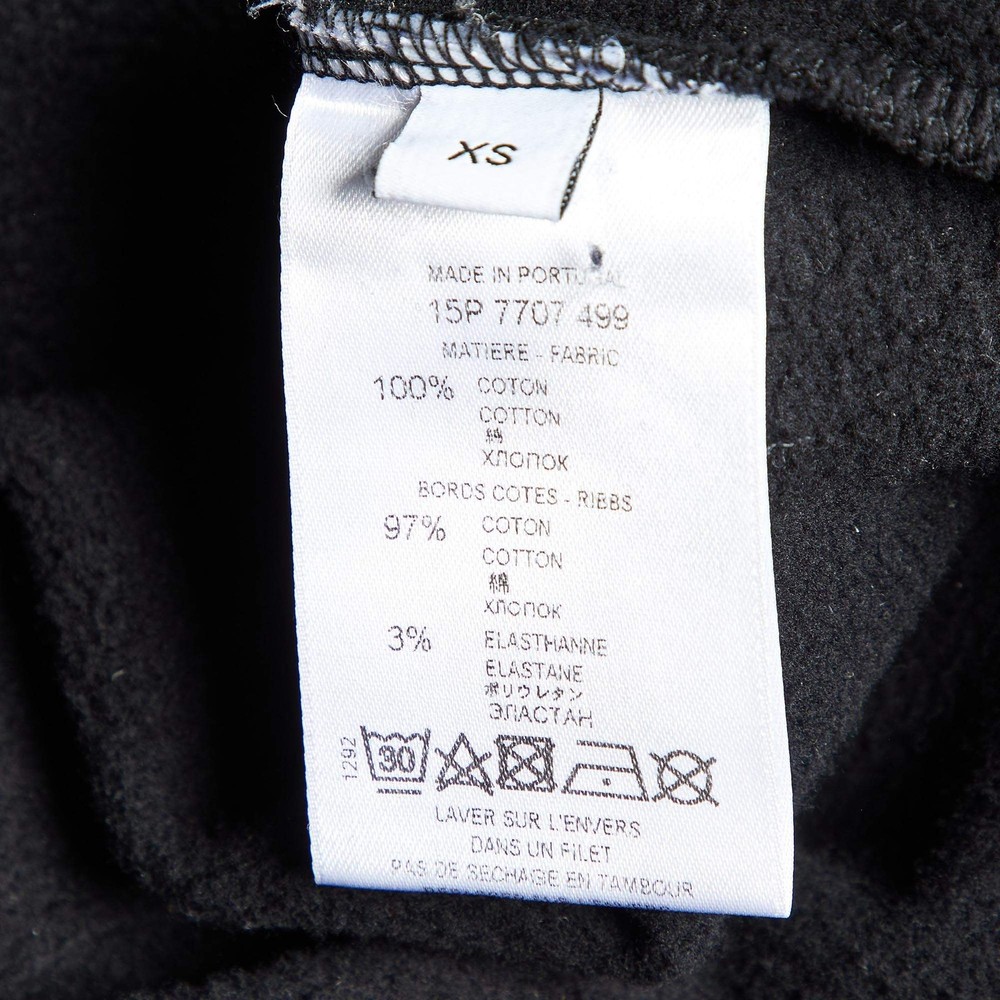 XS
MADE IN PORTUGAL
15P 7707 499
MATIERE - FABRIC
100% COTON
COTTON
綿
ХЛОПОК
BORDS COTES - RIBBS
97% COTON
COTTON
綿
ХЛОПОК
3% ELASTHANNE
ELASTANE
ポリウレタン
ЭЛАСТАН
1292
30
LAVER SUR L'ENVERS
DANS UN FILET
PAS DE SECHAGE EN TAMBOUR